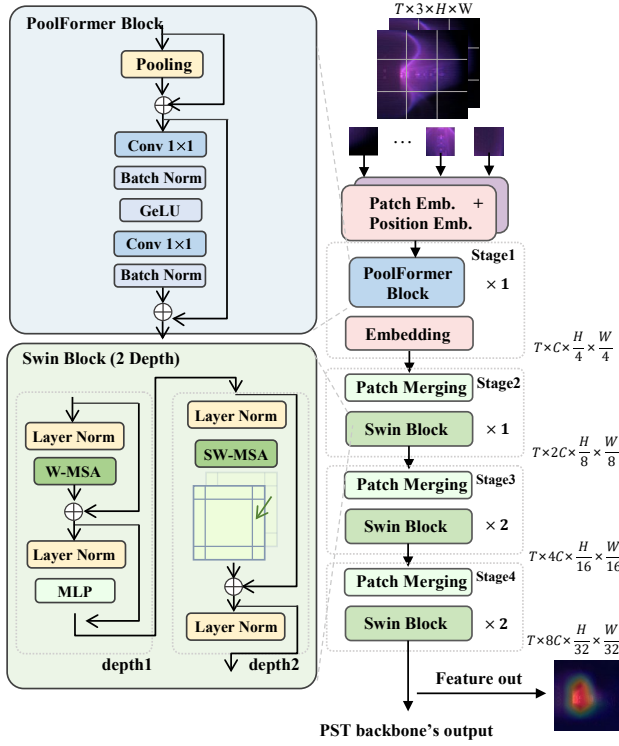 PoolFormer Block
Pooling
Conv 1×1
Batch Norm
GeLU
Conv 1×1
Batch Norm
Swin Block (2 Depth)
Layer Norm
W-MSA
Layer Norm
MLP
depth1
Layer Norm
SW-MSA
Layer Norm
depth2
T×3×H×W
...
Patch Emb. +
Position Emb.
Stage1
PoolFormer
Block
× 1
Embedding
T×C×H/4×W/4
Patch Merging
Stage2
Swin Block
× 1
T×2C×H/8×W/8
Patch Merging
Stage3
Swin Block
× 2
T×4C×H/16×W/16
Patch Merging
Stage4
Swin Block
× 2
T×8C×H/32×W/32
Feature out
PST backbone's output